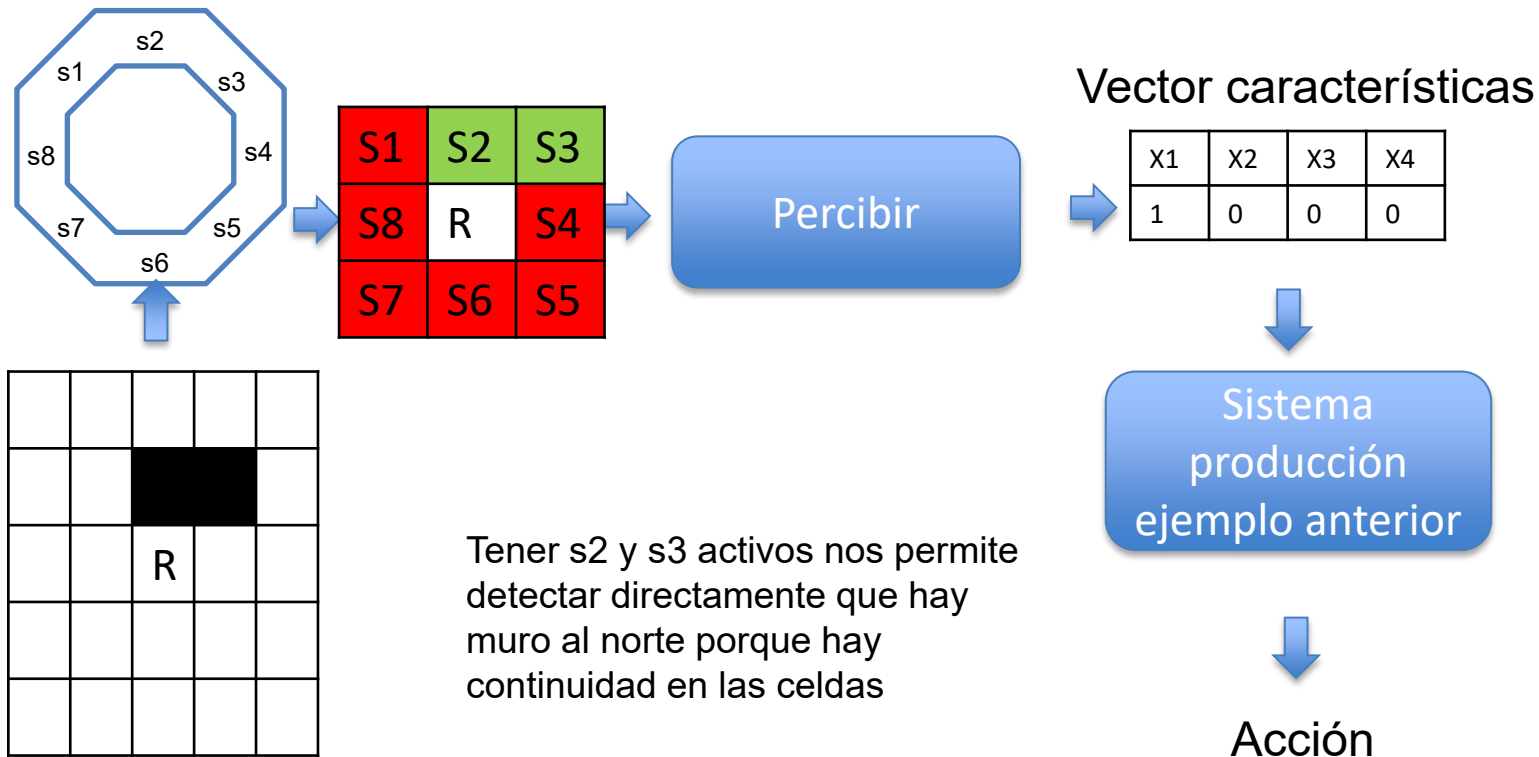 s2
s1
s3
s8
s4
s7
s5
s6
S1 S2 S3
S8 R S4
S7 S6 S5
Percibir
Vector características
X1 X2 X3 X4
1 0 0 0
R
Tener s2 y s3 activos nos permite
detectar directamente que hay
muro al norte porque hay
continuidad en las celdas
Sistema
producción
ejemplo anterior
Acción